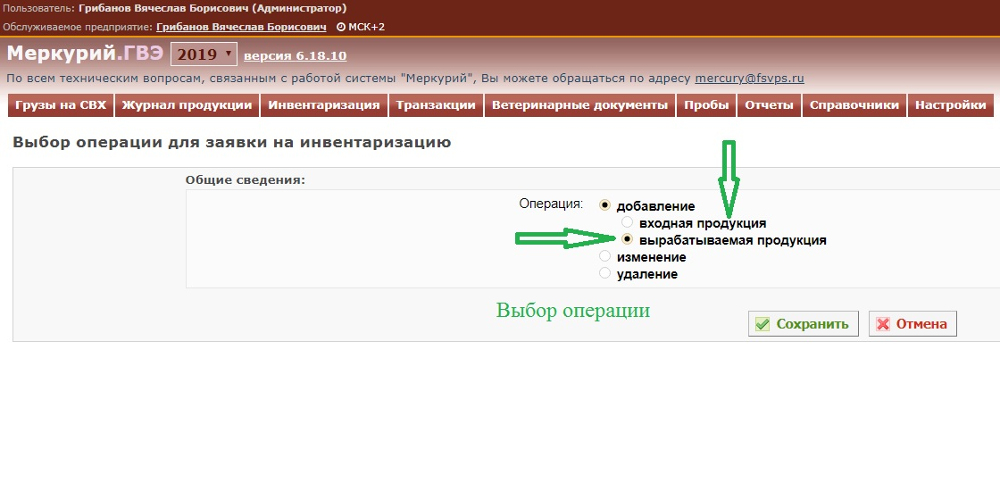 Пользователь: Грибанов Вячеслав Борисович (Администратор)
Обслуживаемое предприятие: Грибанов Вячеслав Борисович МСК+2
Меркурий.ГВЭ 2019 версия 6.18.10
По всем техническим вопросам, связанным с работой системы "Меркурий", Вы можете обращаться по адресу mercury@fsvps.ru
Грузы на СВХ Журнал продукции Инвентаризация Транзакции Ветеринарные документы Пробы Отчеты Справочники Настройки
Выбор операции для заявки на инвентаризацию
Общие сведения:
Операция: добавление
входная продукция
вырабатываемая продукция
изменение
удаление
Выбор операции
Сохранить Отмена